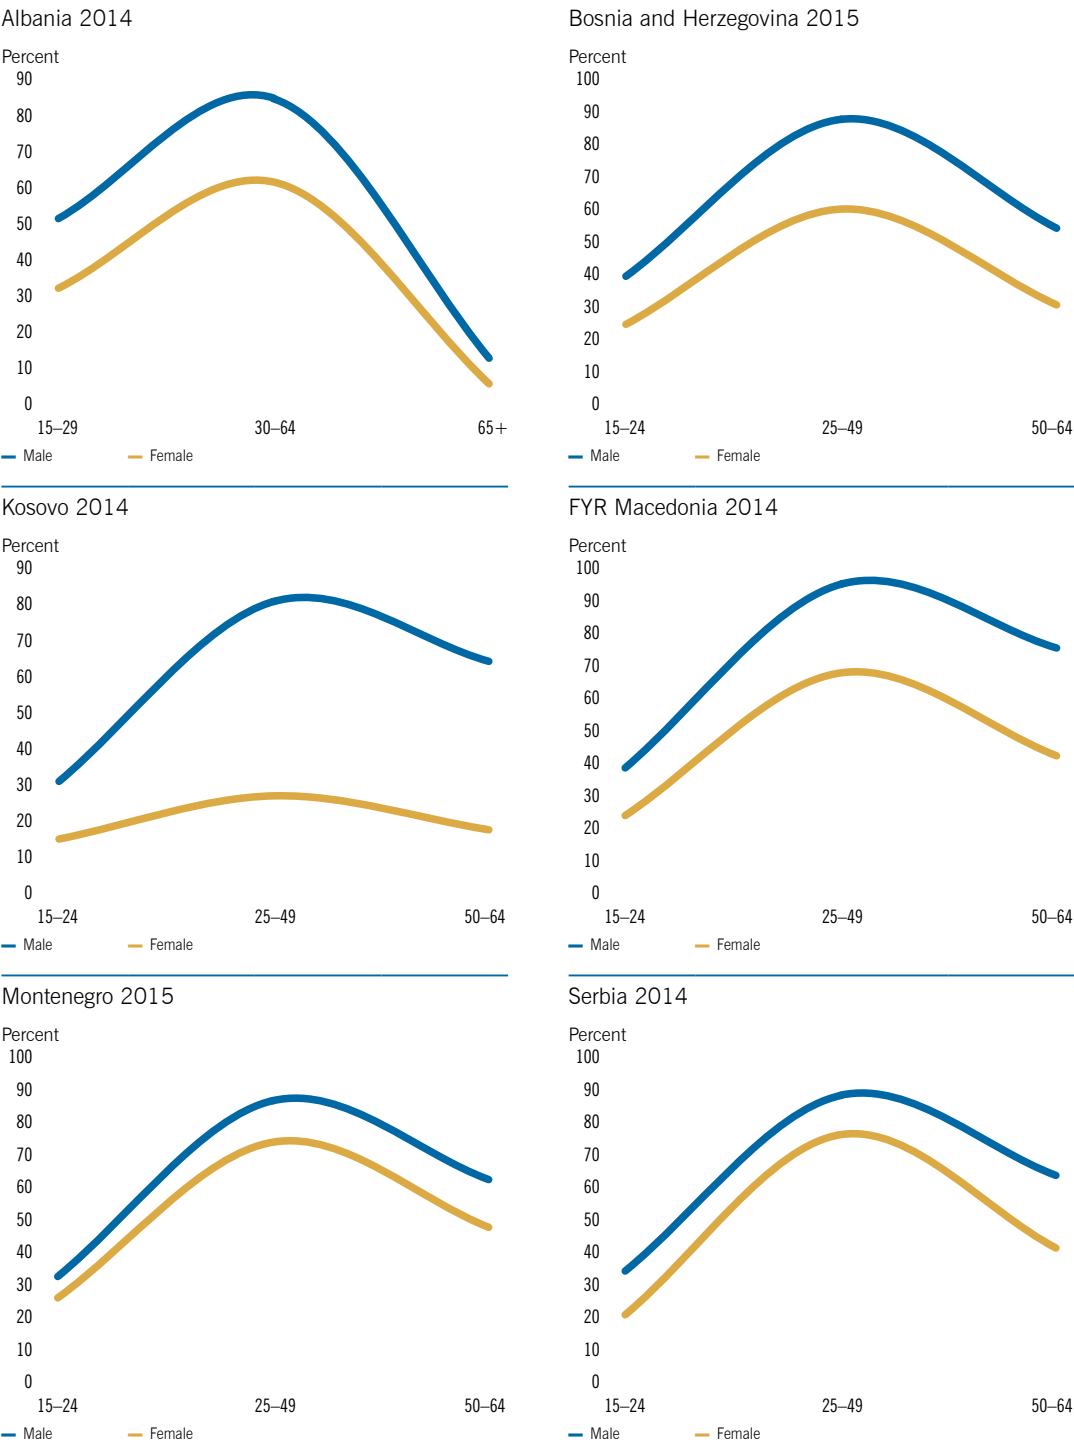 Albania 2014
Percent
90
80
70
60
50
40
30
20
10
0
15–29 30–64 65+
Male Female
Bosnia and Herzegovina 2015
Percent
100
90
80
70
60
50
40
30
20
10
0
15–24 25–49 50–64
Male Female
Kosovo 2014
Percent
90
80
70
60
50
40
30
20
10
0
15–24 25–49 50–64
Male Female
FYR Macedonia 2014
Percent
100
90
80
70
60
50
40
30
20
10
0
15–24 25–49 50–64
Male Female
Montenegro 2015
Percent
100
90
80
70
60
50
40
30
20
10
0
15–24 25–49 50–64
Male Female
Serbia 2014
Percent
100
90
80
70
60
50
40
30
20
10
0
15–24 25–49 50–64
Male Female